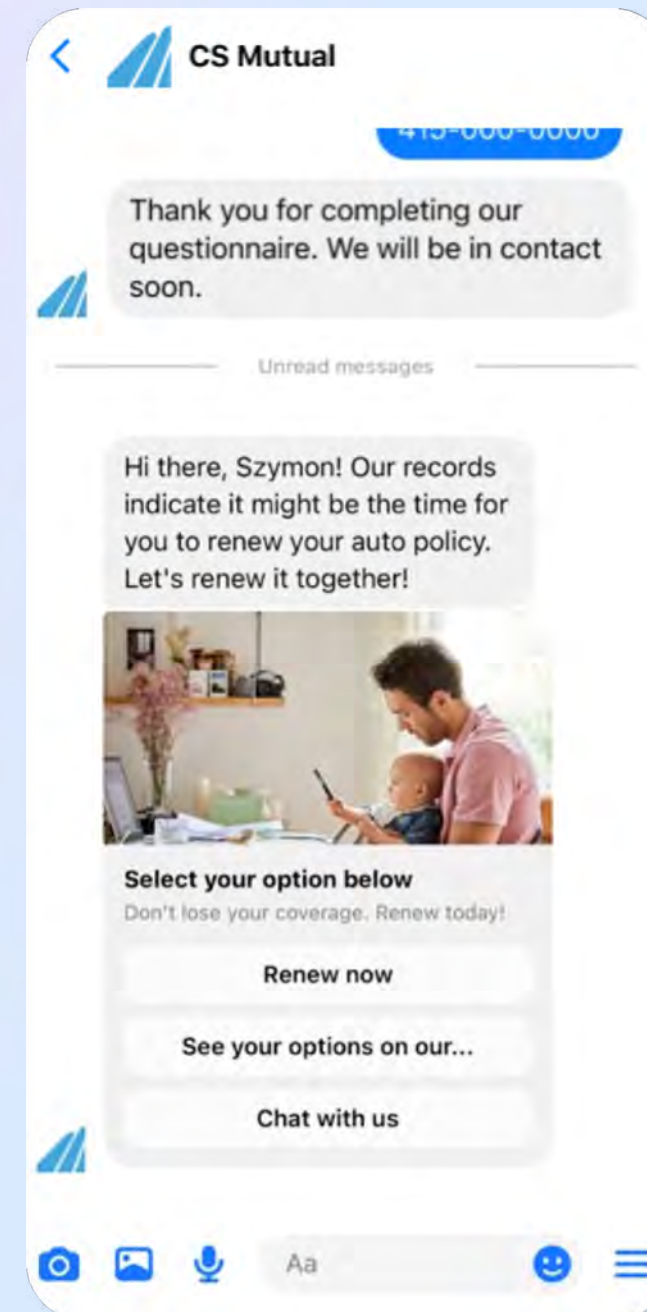 CS Mutual
415-000-0000
Thank you for completing our
questionnaire. We will be in contact
soon.
Unread messages
Hi there, Szymon! Our records
indicate it might be the time for
you to renew your auto policy.
Let's renew it together!
Select your option below
Don't lose your coverage. Renew today!
Renew now
See your options on our...
Chat with us
Aa